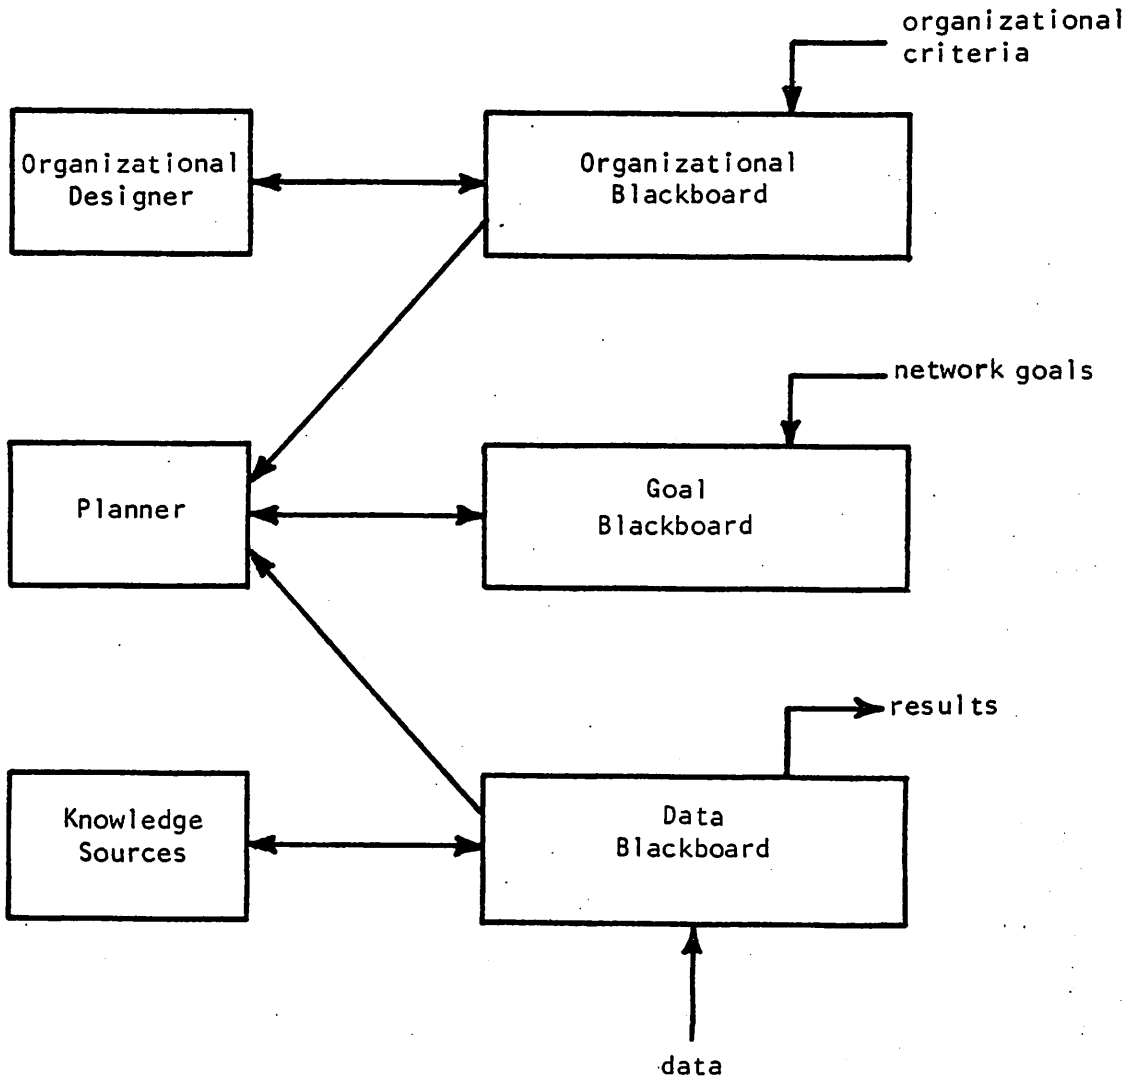 organizational
criteria
Organizational
Designer
Organizational
Blackboard
network goals
Planner
Goal
Blackboard
results
Knowledge
Sources
Data
Blackboard
data